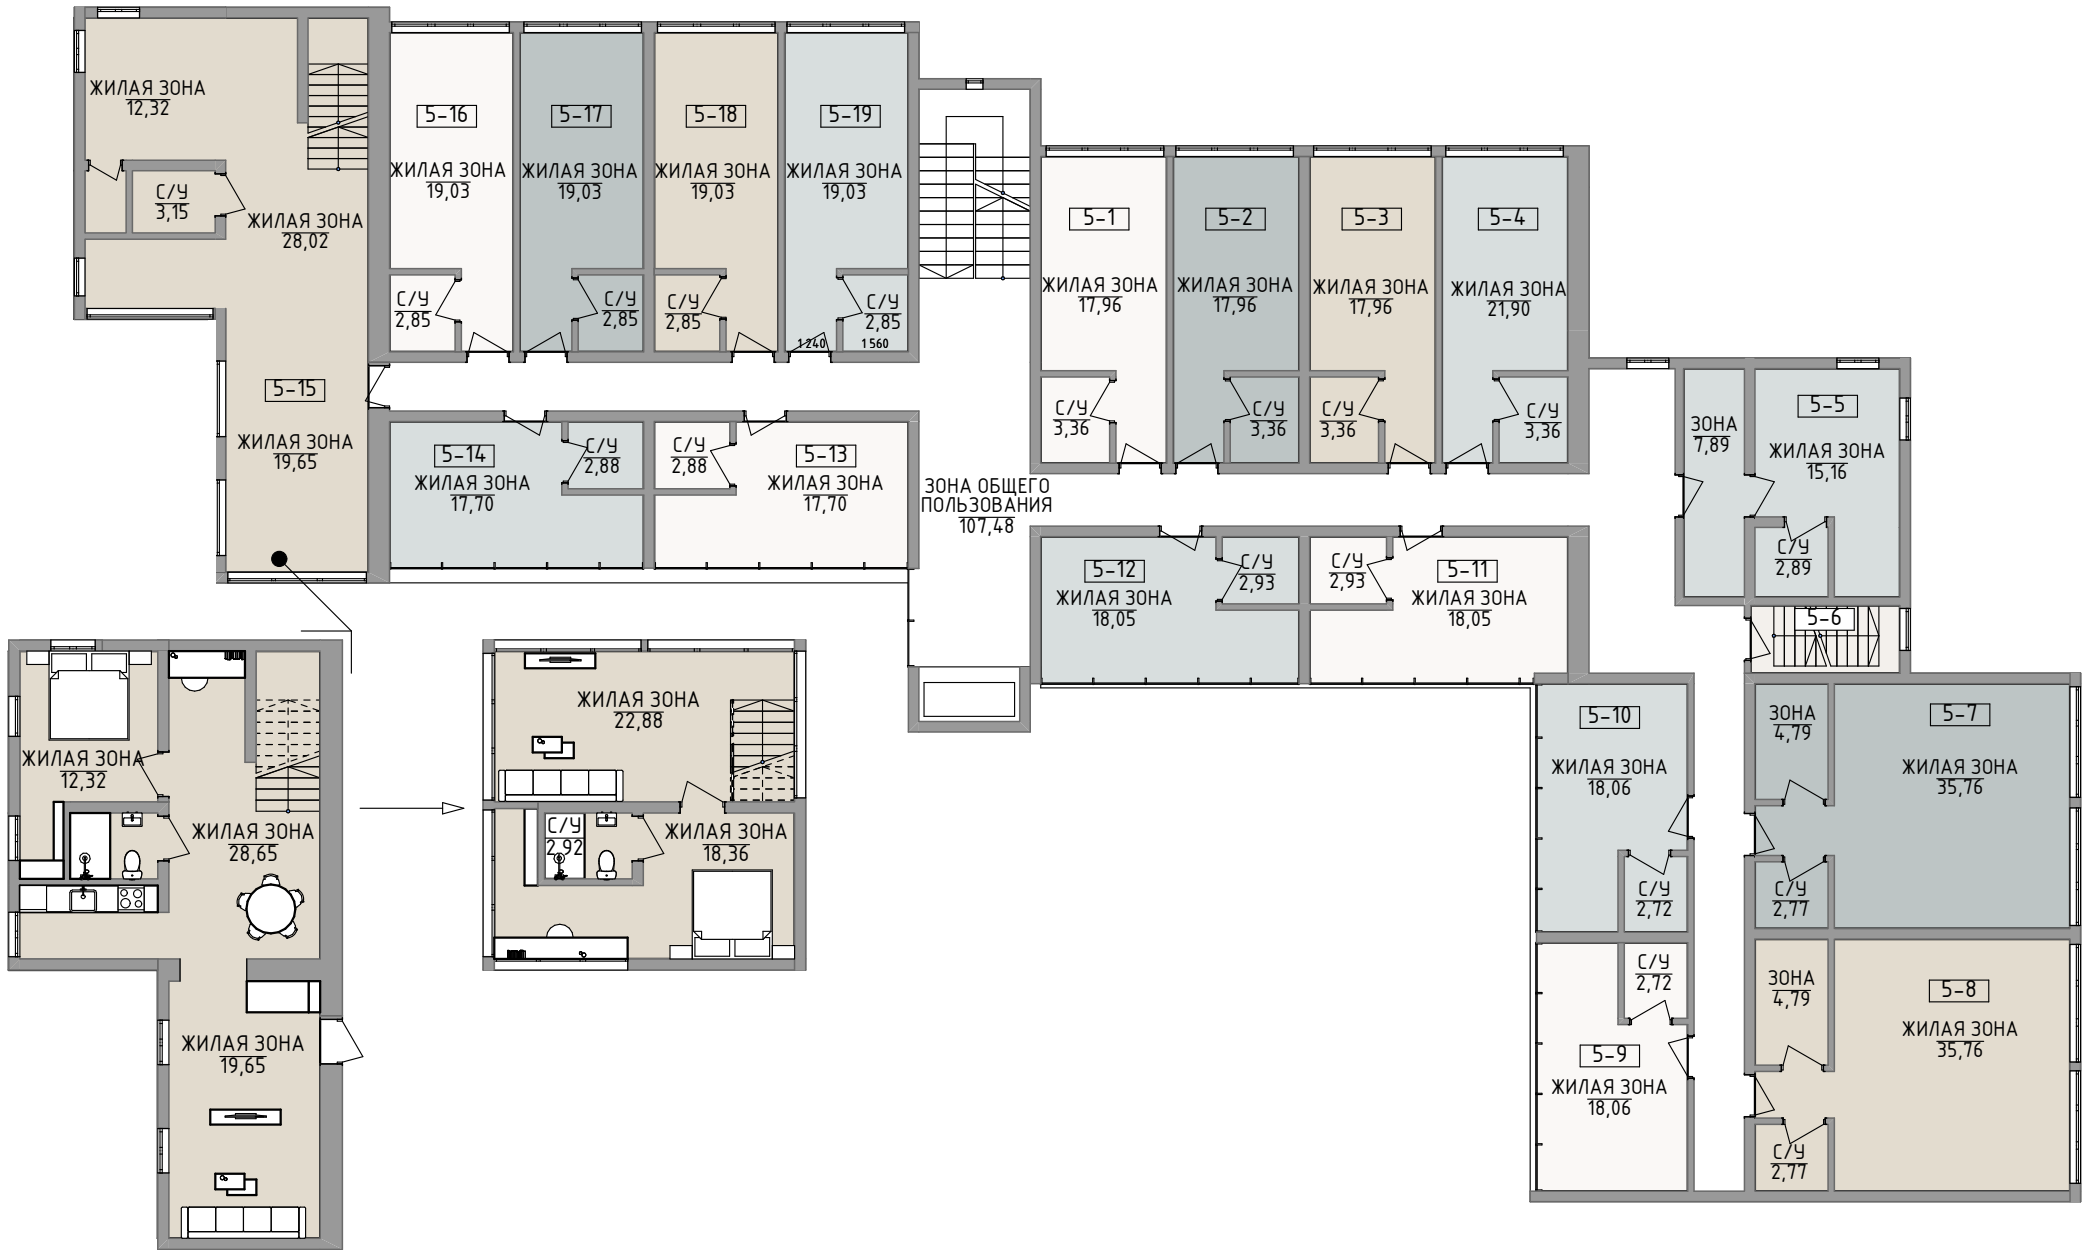 ЖИЛАЯ ЗОНА
12,32
С/У
3,15
ЖИЛАЯ ЗОНА
28,02
5-15
ЖИЛАЯ ЗОНА
19,65
5-16
ЖИЛАЯ ЗОНА
19,03
С/У
2,85
5-17
ЖИЛАЯ ЗОНА
19,03
С/У
2,85
5-18
ЖИЛАЯ ЗОНА
19,03
С/У
2,85
5-19
ЖИЛАЯ ЗОНА
19,03
С/У
2,85
1 240
1 560
5-14
ЖИЛАЯ ЗОНА
17,70
С/У
2,88
С/У
2,88
5-13
ЖИЛАЯ ЗОНА
17,70
ЗОНА ОБЩЕГО
ПОЛЬЗОВАНИЯ
107,48
5-1
ЖИЛАЯ ЗОНА
17,96
С/У
3,36
5-2
ЖИЛАЯ ЗОНА
17,96
С/У
3,36
5-3
ЖИЛАЯ ЗОНА
17,96
С/У
3,36
5-4
ЖИЛАЯ ЗОНА
21,90
С/У
3,36
ЗОНА
7,89
5-5
ЖИЛАЯ ЗОНА
15,16
С/У
2,89
5-6
5-12
ЖИЛАЯ ЗОНА
18,05
С/У
2,93
С/У
2,93
5-11
ЖИЛАЯ ЗОНА
18,05
5-10
ЖИЛАЯ ЗОНА
18,06
С/У
2,72
ЗОНА
4,79
5-7
ЖИЛАЯ ЗОНА
35,76
С/У
2,77
С/У
2,72
5-9
ЖИЛАЯ ЗОНА
18,06
ЗОНА
4,79
5-8
ЖИЛАЯ ЗОНА
35,76
С/У
2,77
ЖИЛАЯ ЗОНА
12,32
ЖИЛАЯ ЗОНА
28,65
ЖИЛАЯ ЗОНА
19,65
ЖИЛАЯ ЗОНА
22,88
С/У
2,92
ЖИЛАЯ ЗОНА
18,36